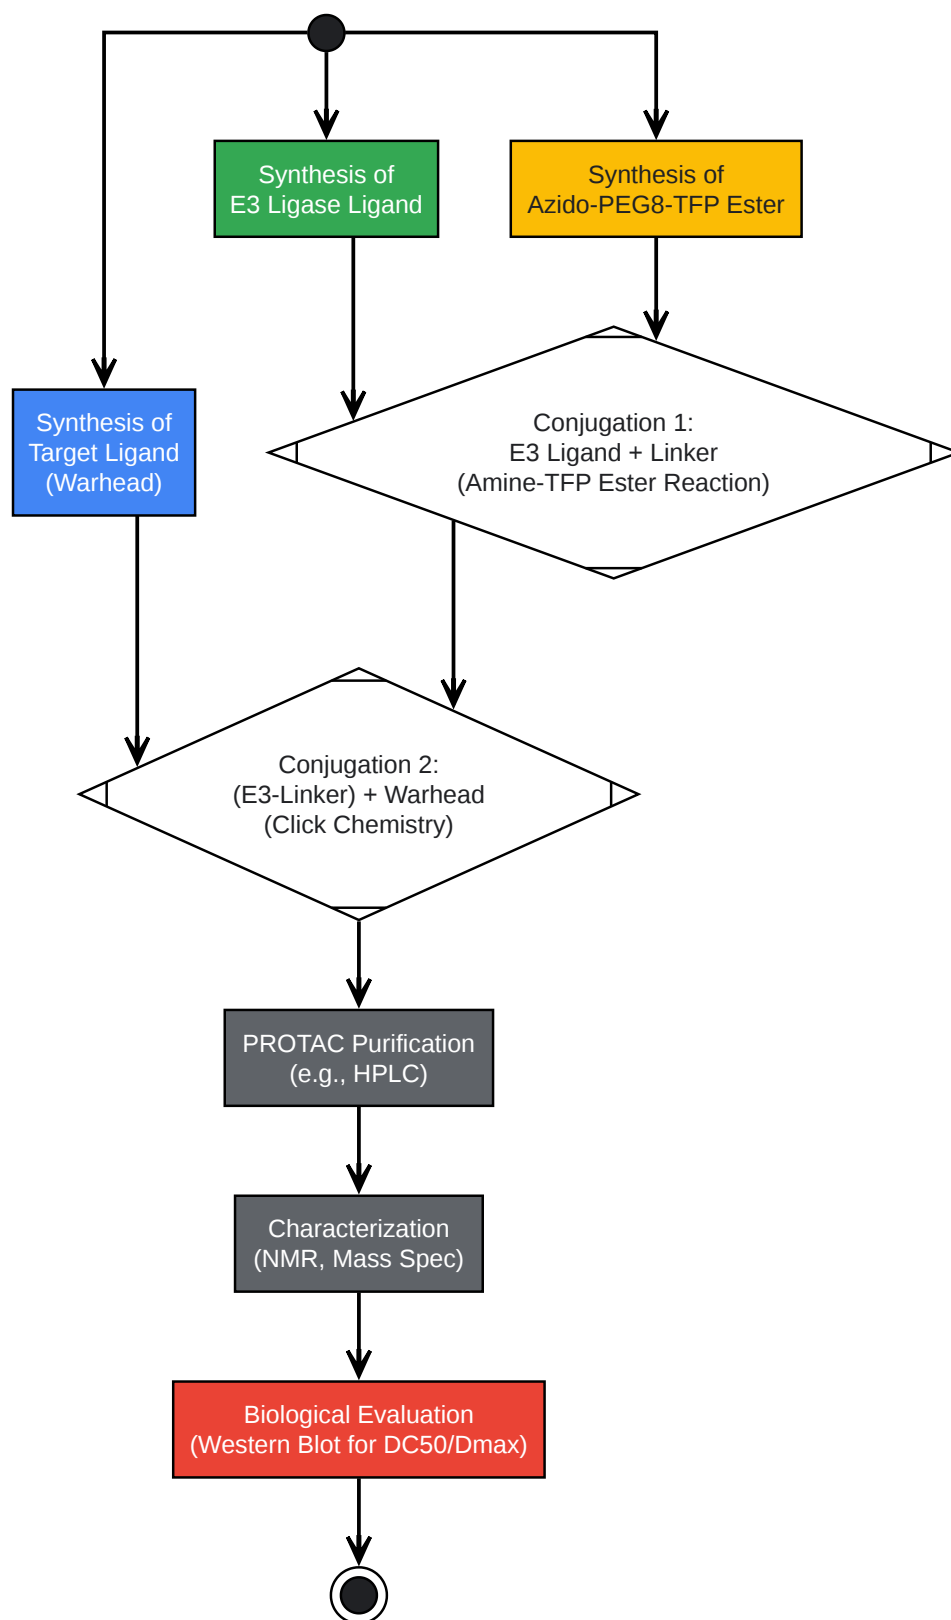 Synthesis of
E3 Ligase Ligand
Synthesis of
Azido-PEG8-TFP Ester
Synthesis of
Target Ligand
(Warhead)
Conjugation 1:
E3 Ligand + Linker
(Amine-TFP Ester Reaction)
Conjugation 2:
(E3-Linker) + Warhead
(Click Chemistry)
PROTAC Purification
(e.g., HPLC)
Characterization
(NMR, Mass Spec)
Biological Evaluation
(Western Blot for DC50/Dmax)